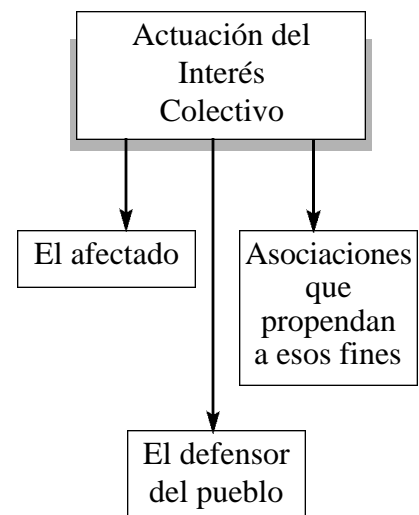 Actuación del
Interés
Colectivo
El afectado
Asociaciones
que
propendan
a esos fines
El defensor
del pueblo